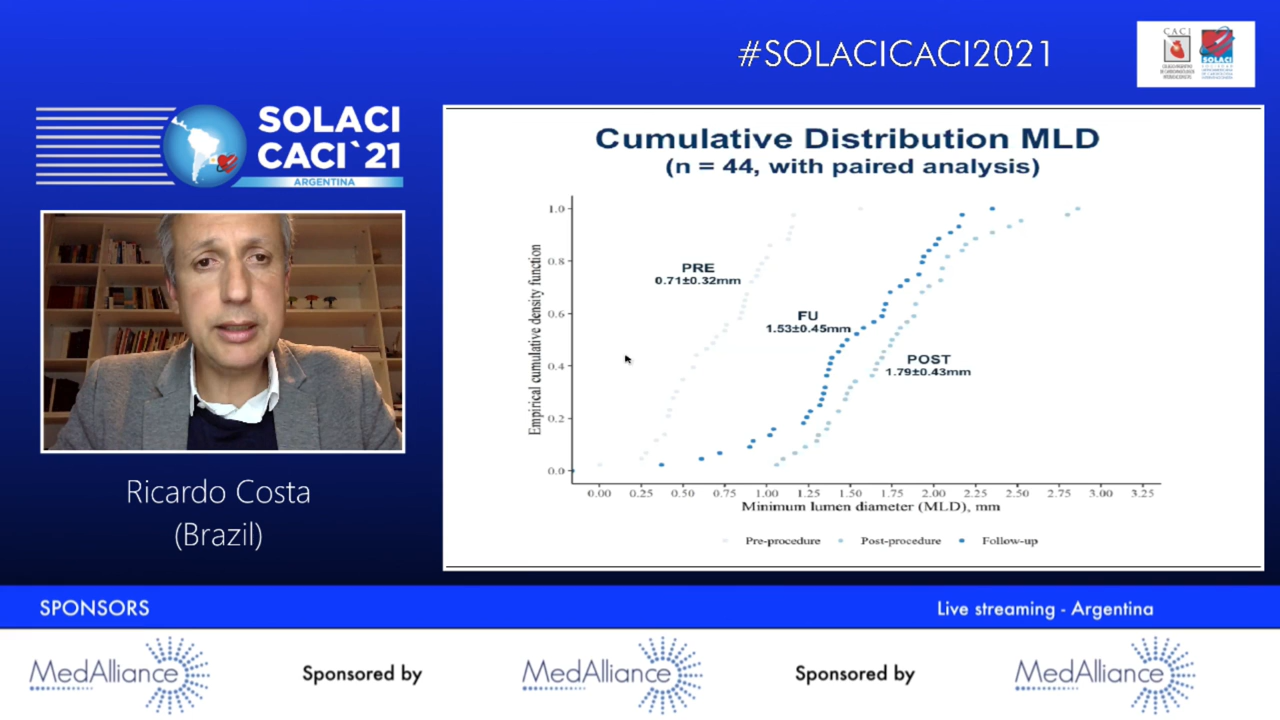 #SOLACICACI2021
CACI
SOLACI
SOLACI
CACI`21
ARGENTINA
Ricardo Costa
(Brazil)
Cumulative Distribution MLD
(n = 44, with paired analysis)
Empirical cumulative density function
1.0
0.8
0.6
0.4
0.2
0.0
PRE
0.71±0.32mm
FU
1.53±0.45mm
POST
1.79±0.43mm
0.00 0.25 0.50 0.75 1.00 1.25 1.50 1.75 2.00 2.25 2.50 2.75 3.00 3.25
Minimum lumen diameter (MLD), mm
Pre-procedure Post-procedure Follow-up
SPONSORS
Live streaming - Argentina
MedAlliance Sponsored by MedAlliance Sponsored by MedAlliance